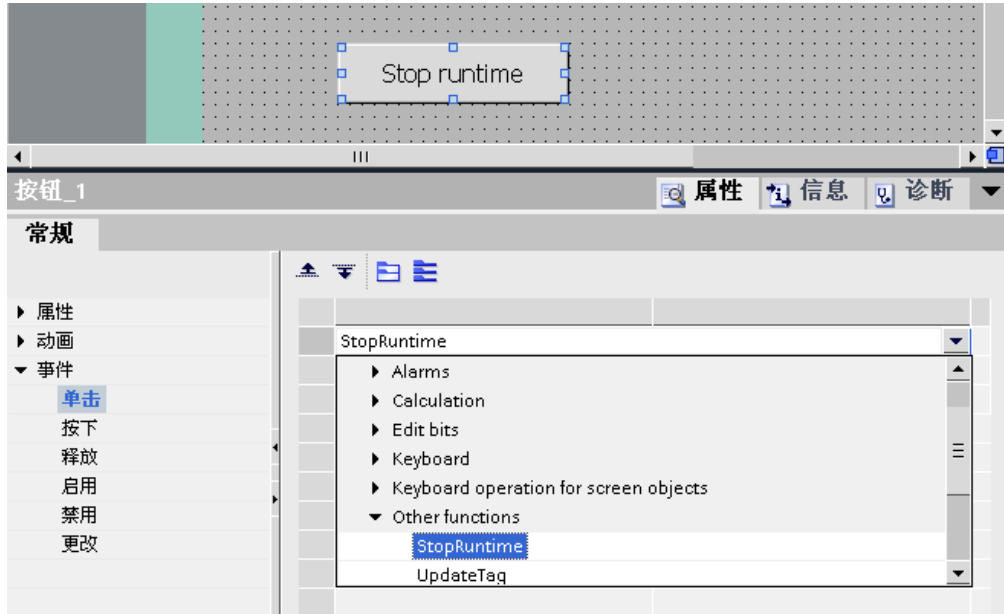 Stop runtime
按钮_1
属性
信息
诊断
常规
属性
动画
事件
单击
按下
释放
启用
禁用
更改
StopRuntime
Alarms
Calculation
Edit bits
Keyboard
Keyboard operation for screen objects
Other functions
StopRuntime
UpdateTag